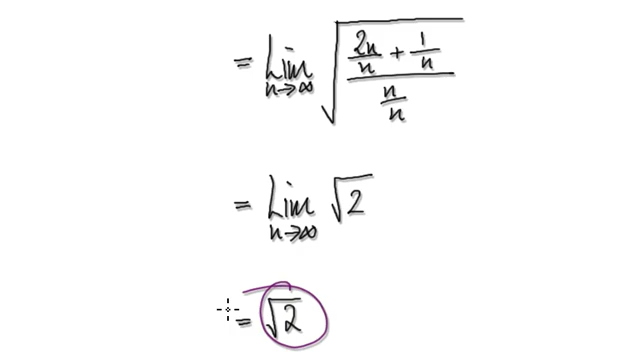 = Lim n→∞ √((2n/n + 1/n)/(n/n))
= Lim n→∞ √2
= √2